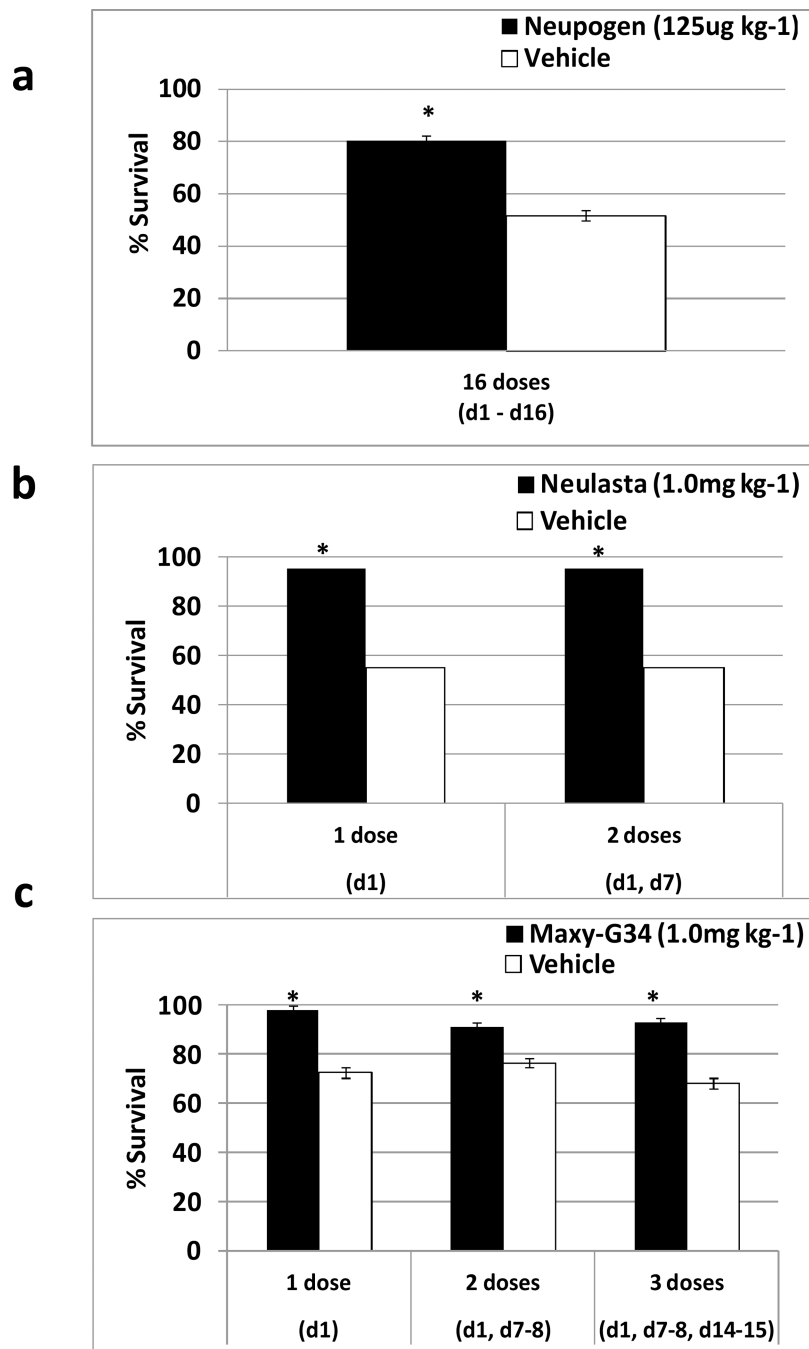 a
Neupogen (125ug kg-1)
Vehicle
% Survival
100
80
60
40
20
0
*
16 doses
(d1 - d16)
b
Neulasta (1.0mg kg-1)
Vehicle
% Survival
100
80
60
40
20
0
* *
1 dose 2 doses
(d1) (d1, d7)
c
Maxy-G34 (1.0mg kg-1)
Vehicle
% Survival
100
80
60
40
20
0
* * *
1 dose 2 doses 3 doses
(d1) (d1, d7-8) (d1, d7-8, d14-15)